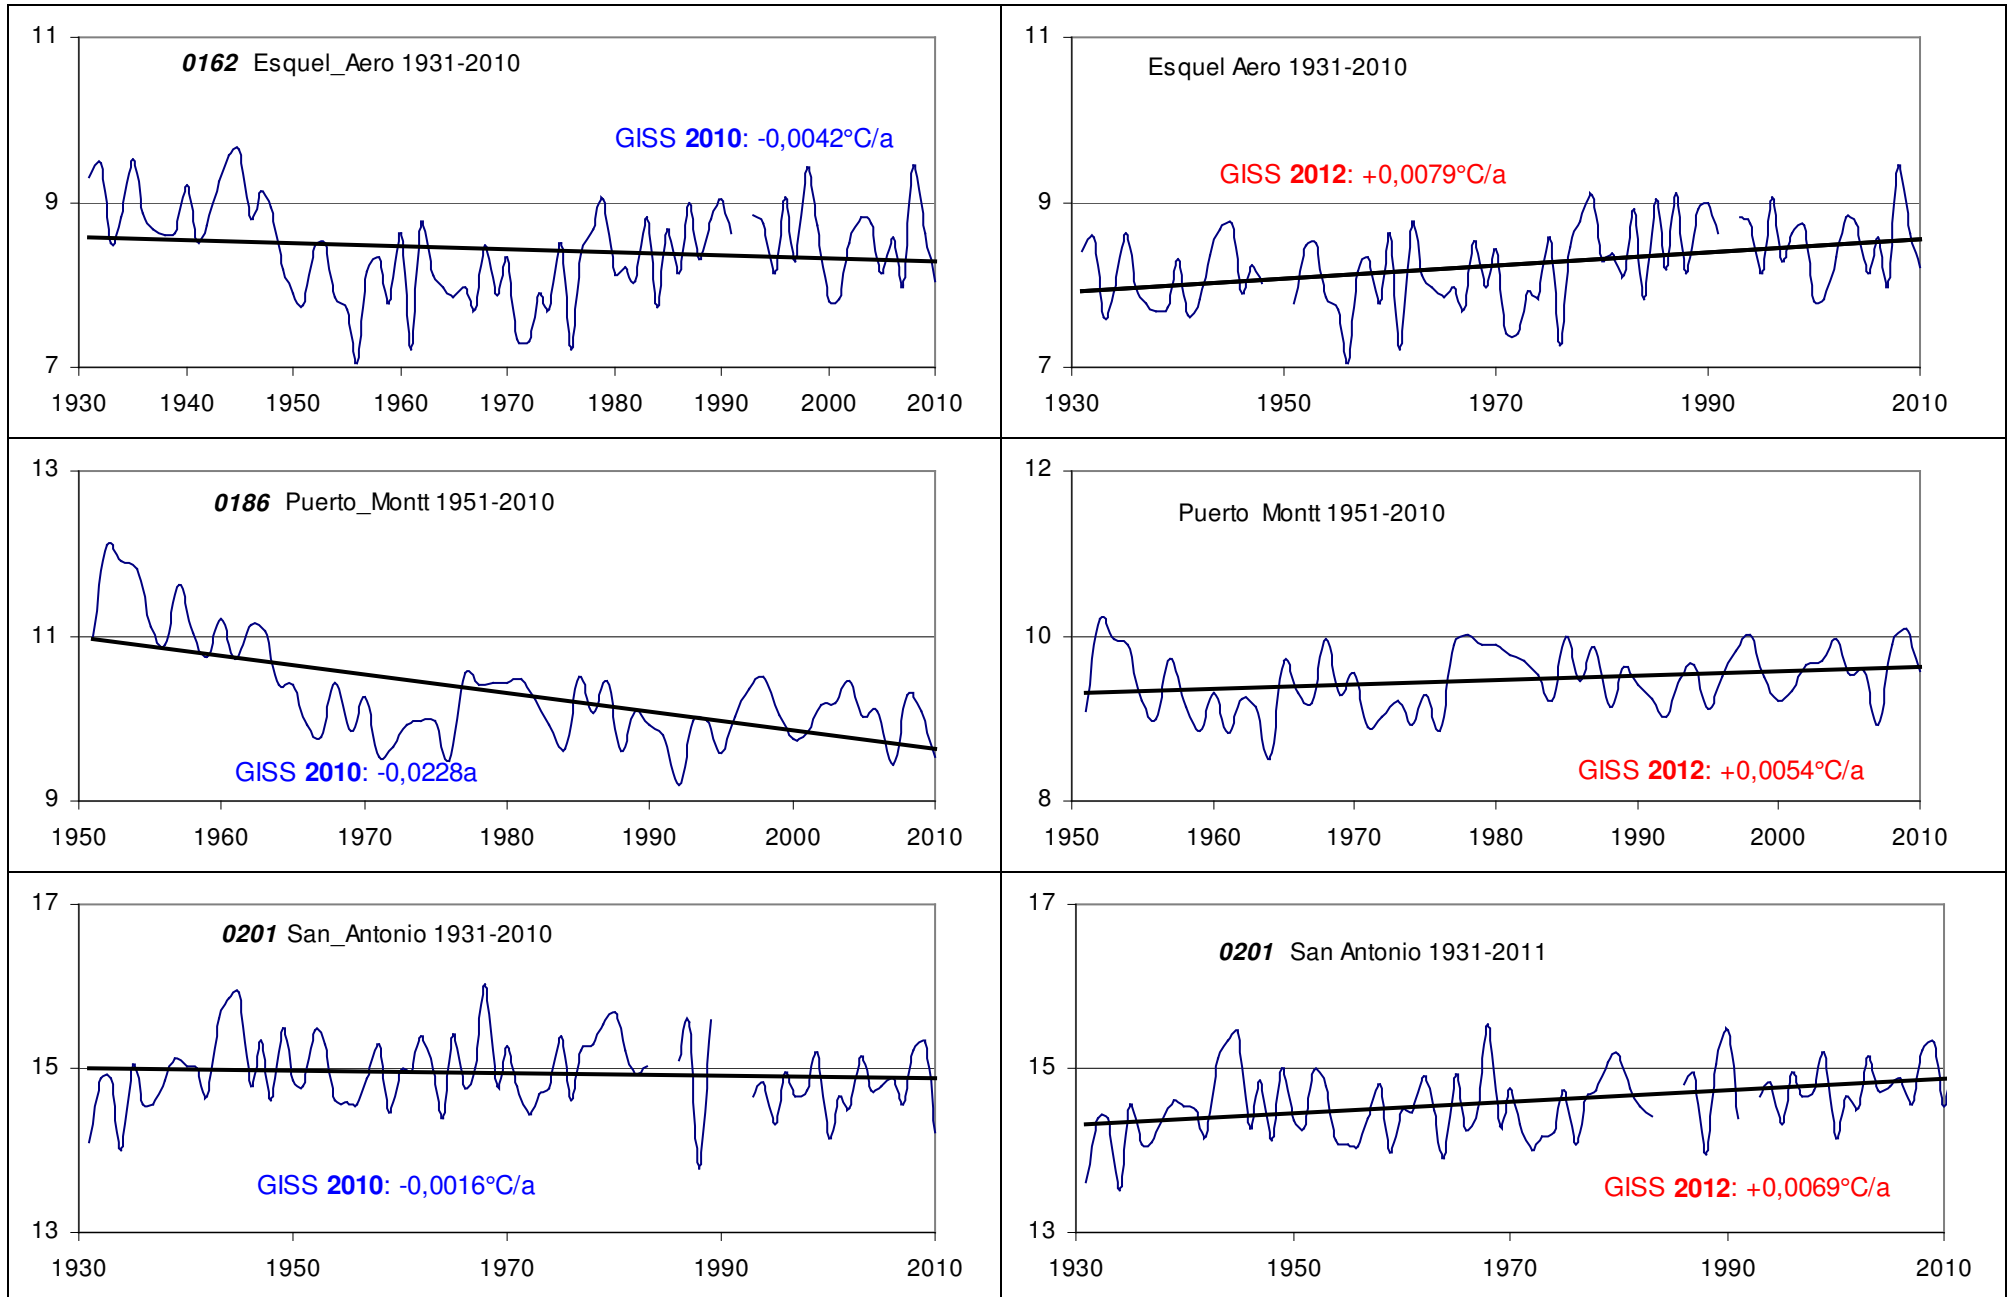 11
0162 Esquel_Aero 1931-2010
GISS 2010: -0,0042°C/a
9
7
1930 1940 1950 1960 1970 1980 1990 2000 2010
11
Esquel Aero 1931-2010
GISS 2012: +0,0079°C/a
9
7
1930 1950 1970 1990 2010
13
0186 Puerto_Montt 1951-2010
11
GISS 2010: -0,0228a
9
1950 1960 1970 1980 1990 2000 2010
12
Puerto Montt 1951-2010
10
GISS 2012: +0,0054°C/a
8
1950 1960 1970 1980 1990 2000 2010
17
0201 San_Antonio 1931-2010
15
GISS 2010: -0,0016°C/a
13
1930 1950 1970 1990 2010
17
0201 San Antonio 1931-2011
15
GISS 2012: +0,0069°C/a
13
1930 1950 1970 1990 2010